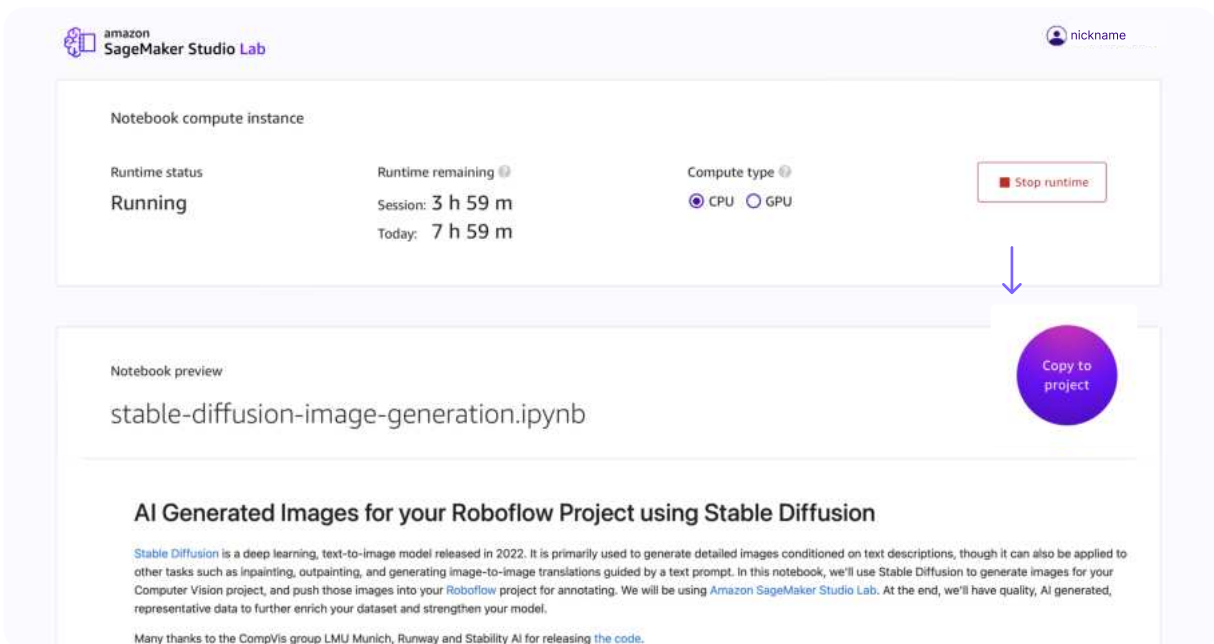 amazon
SageMaker Studio Lab
nickname
Notebook compute instance
Runtime status
Running
Runtime remaining
Session: 3 h 59 m
Today: 7 h 59 m
Compute type
CPU GPU
Stop runtime
Copy to
project
Notebook preview
stable-diffusion-image-generation.ipynb
AI Generated Images for your Roboflow Project using Stable Diffusion
Stable Diffusion is a deep learning, text-to-image model released in 2022. It is primarily used to generate detailed images conditioned on text descriptions, though it can also be applied to
other tasks such as inpainting, outpainting, and generating image-to-image translations guided by a text prompt. In this notebook, we'll use Stable Diffusion to generate images for your
Computer Vision project, and push those images into your Roboflow project for annotating. We will be using Amazon SageMaker Studio Lab. At the end, we'll have quality, AI generated,
representative data to further enrich your dataset and strengthen your model.
Many thanks to the CompVis group LMU Munich, Runway and Stability AI for releasing the code.